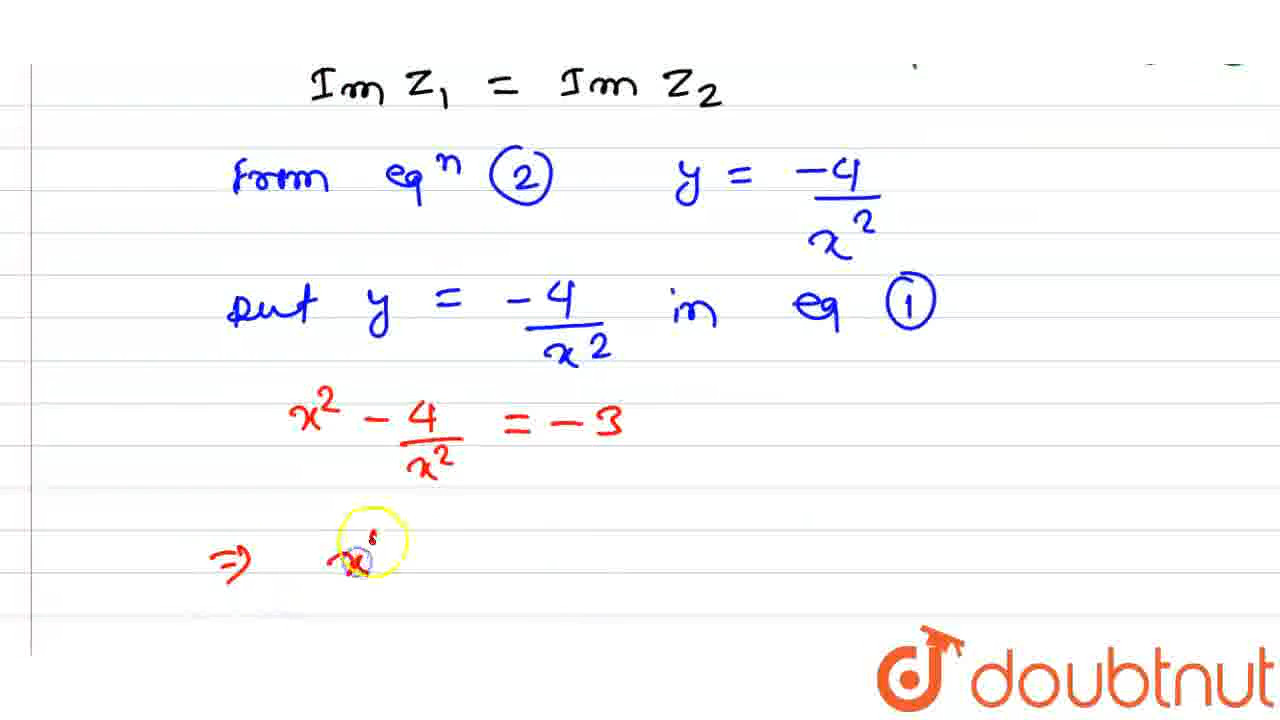 Im Z₁ = Im Z₂
From eqⁿ ② y = -4/x²
put y = -4/x² in eq ①
x² - 4/x² = -3
⇒ x
doubtnut